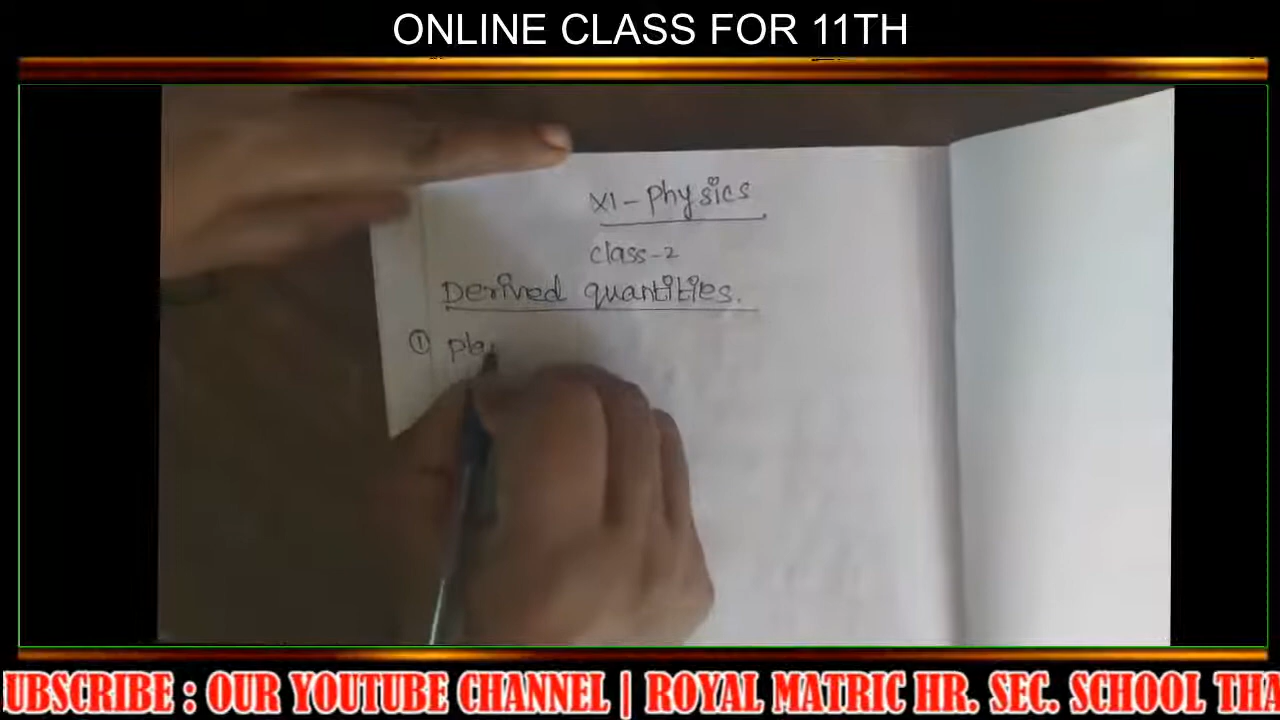 ONLINE CLASS FOR 11TH
XI - Physics
class-2
Derived quantities.
① pla
UBSCRIBE : OUR YOUTUBE CHANNEL | ROYAL MATRIC HR. SEC. SCHOOL THA